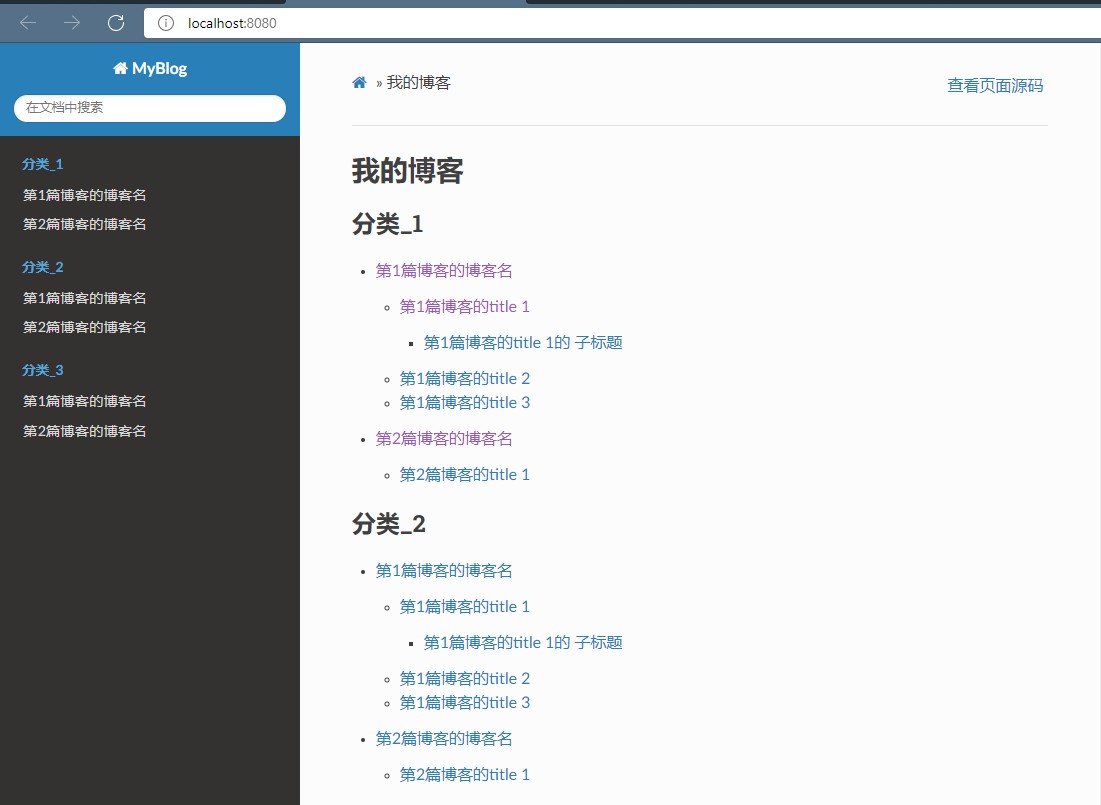 localhost:8080
MyBlog
在文档中搜索
分类_1
第1篇博客的博客名
第2篇博客的博客名
分类_2
第1篇博客的博客名
第2篇博客的博客名
分类_3
第1篇博客的博客名
第2篇博客的博客名
» 我的博客
查看页面源码
我的博客
分类_1
第1篇博客的博客名
第1篇博客的title 1
第1篇博客的title 1的 子标题
第1篇博客的title 2
第1篇博客的title 3
第2篇博客的博客名
第2篇博客的title 1
分类_2
第1篇博客的博客名
第1篇博客的title 1
第1篇博客的title 1的 子标题
第1篇博客的title 2
第1篇博客的title 3
第2篇博客的博客名
第2篇博客的title 1